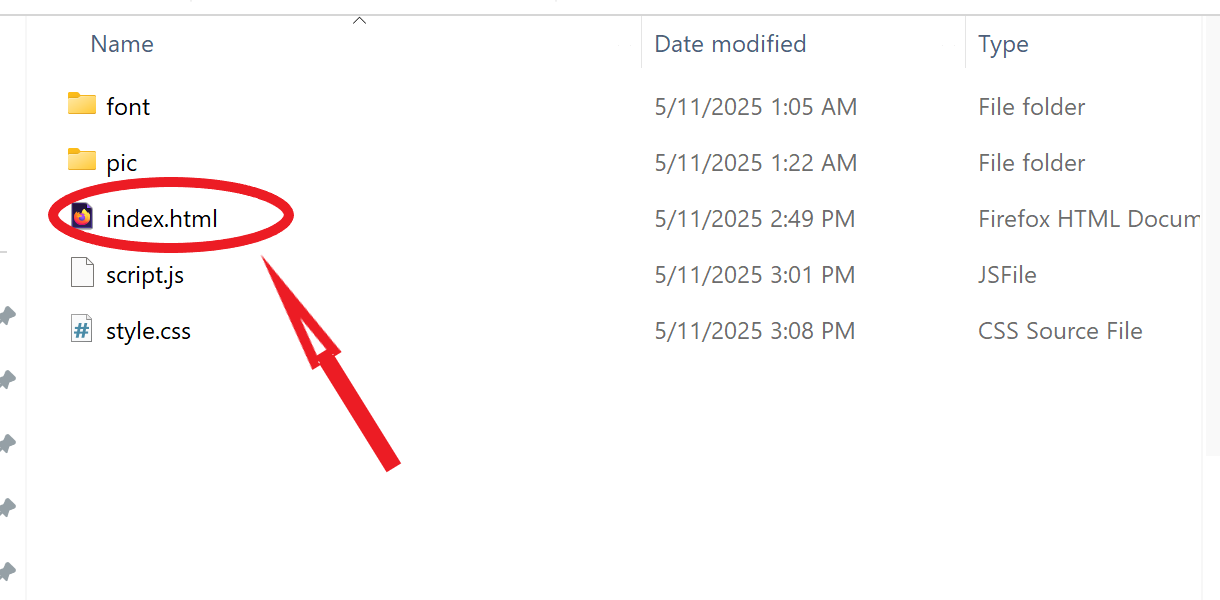 Name Date modified Type
font 5/11/2025 1:05 AM File folder
pic 5/11/2025 1:22 AM File folder
index.html 5/11/2025 2:49 PM Firefox HTML Docum
script.js 5/11/2025 3:01 PM JSFile
style.css 5/11/2025 3:08 PM CSS Source File